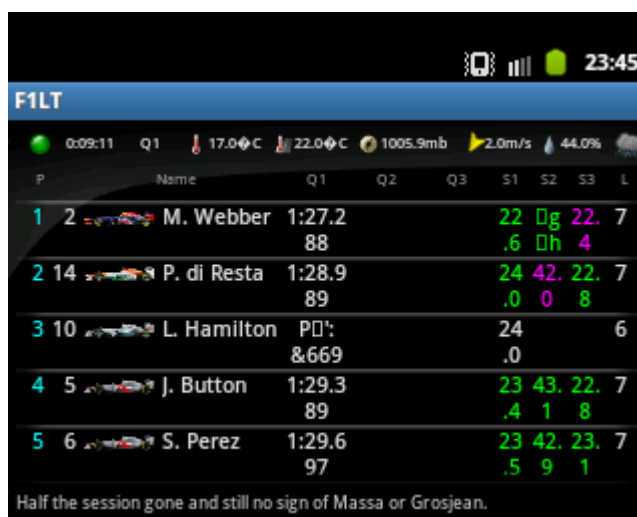 23:45
F1LT
0:09:11 Q1 17.0�C 22.0�C 1005.9mb 2.0m/s 44.0%
P Name Q1 Q2 Q3 S1 S2 S3 L
1 2 M. Webber 1:27.2 22 □g 22. 7
88 .6 □h 4
2 14 P. di Resta 1:28.9 24 42. 22. 7
89 .0 0 8
3 10 L. Hamilton P□': 24 6
&669 .0
4 5 J. Button 1:29.3 23 43. 22. 7
89 .4 1 8
5 6 S. Perez 1:29.6 23 42. 23. 7
97 .5 9 1
Half the session gone and still no sign of Massa or Grosjean.